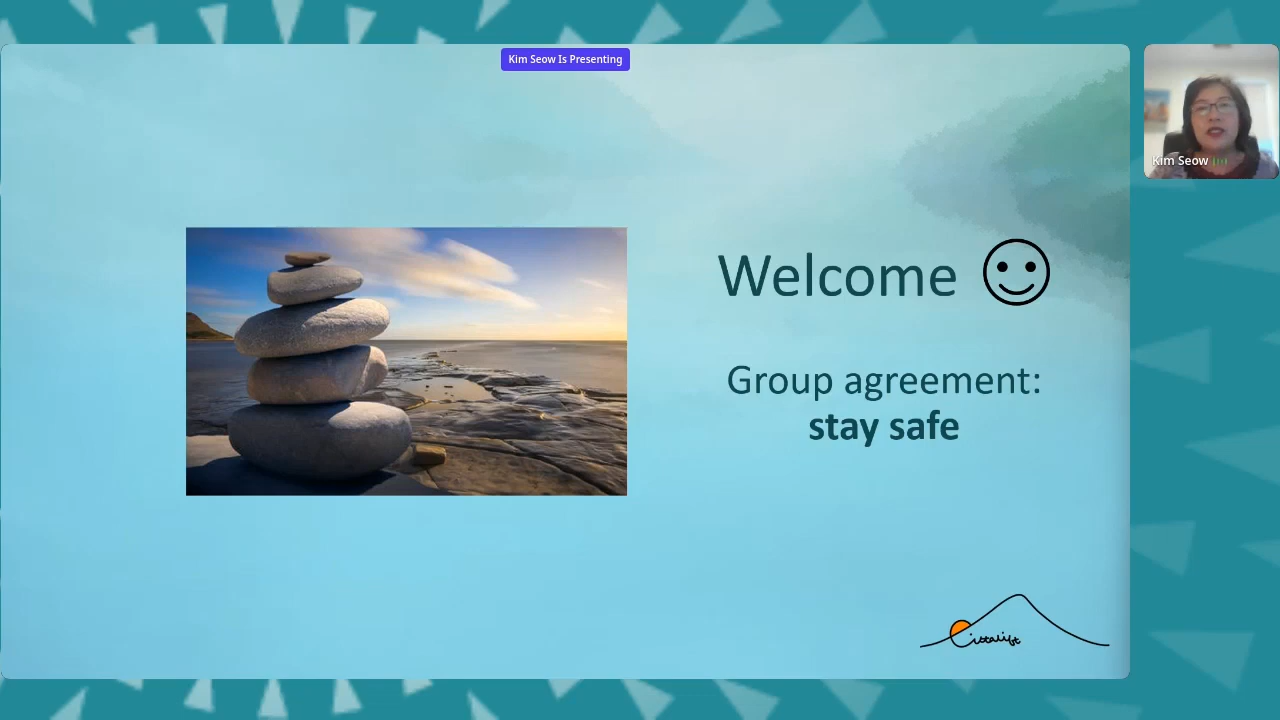 Kim Seow Is Presenting
Kim Seow
Welcome
Group agreement:
stay safe